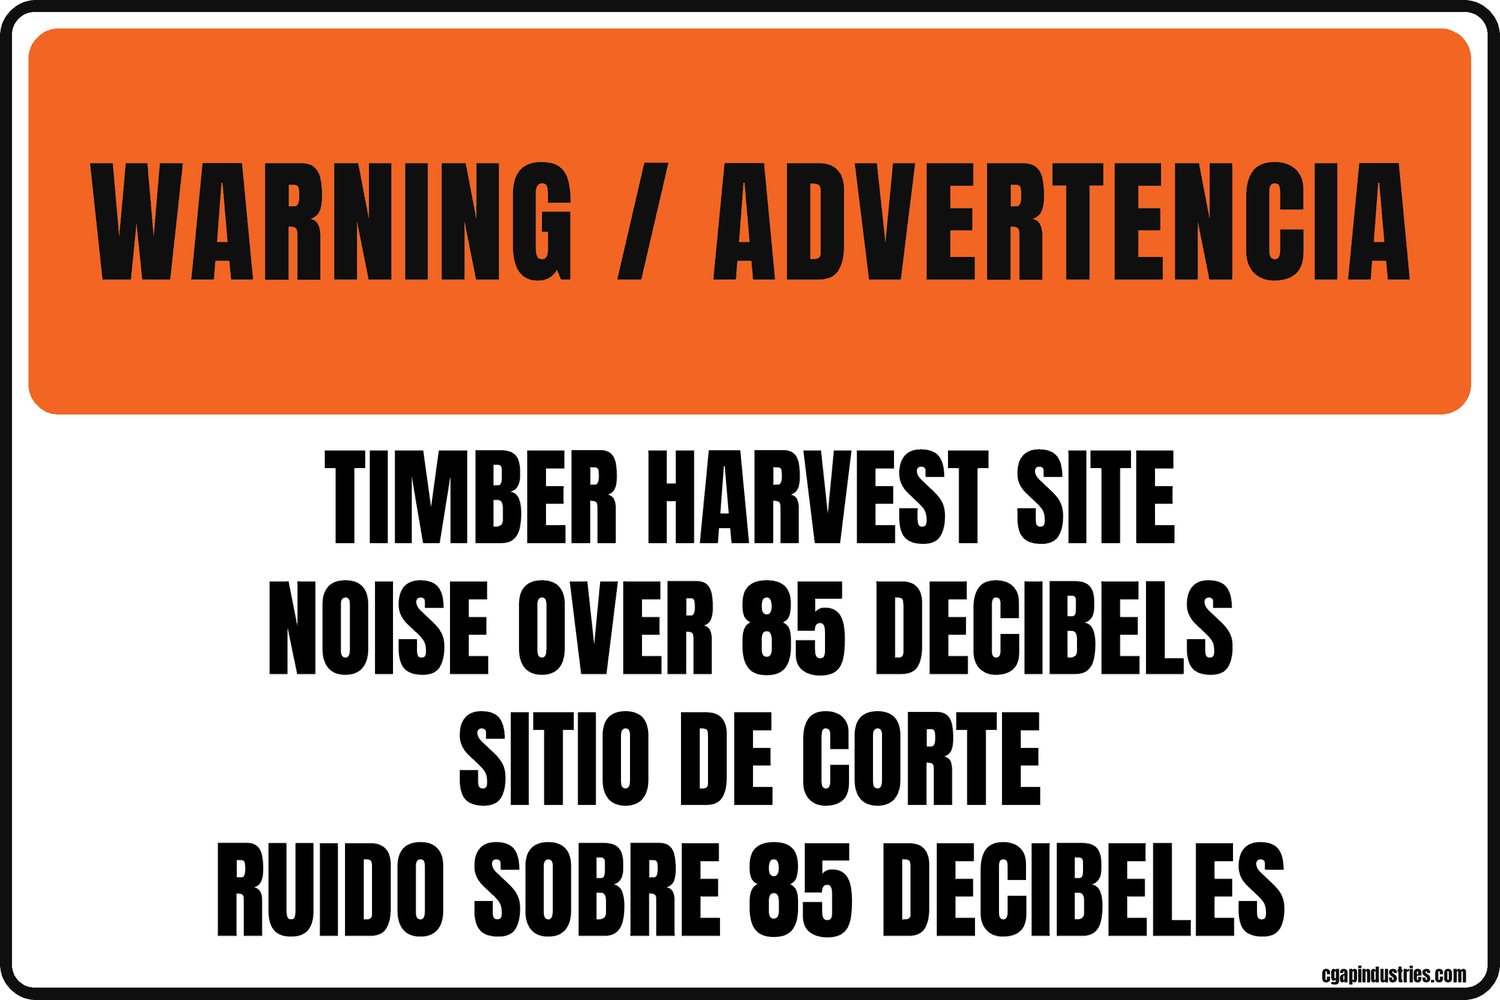 WARNING / ADVERTENCIA
TIMBER HARVEST SITE
NOISE OVER 85 DECIBELS
SITIO DE CORTE
RUIDO SOBRE 85 DECIBELES
cgapindustries.com